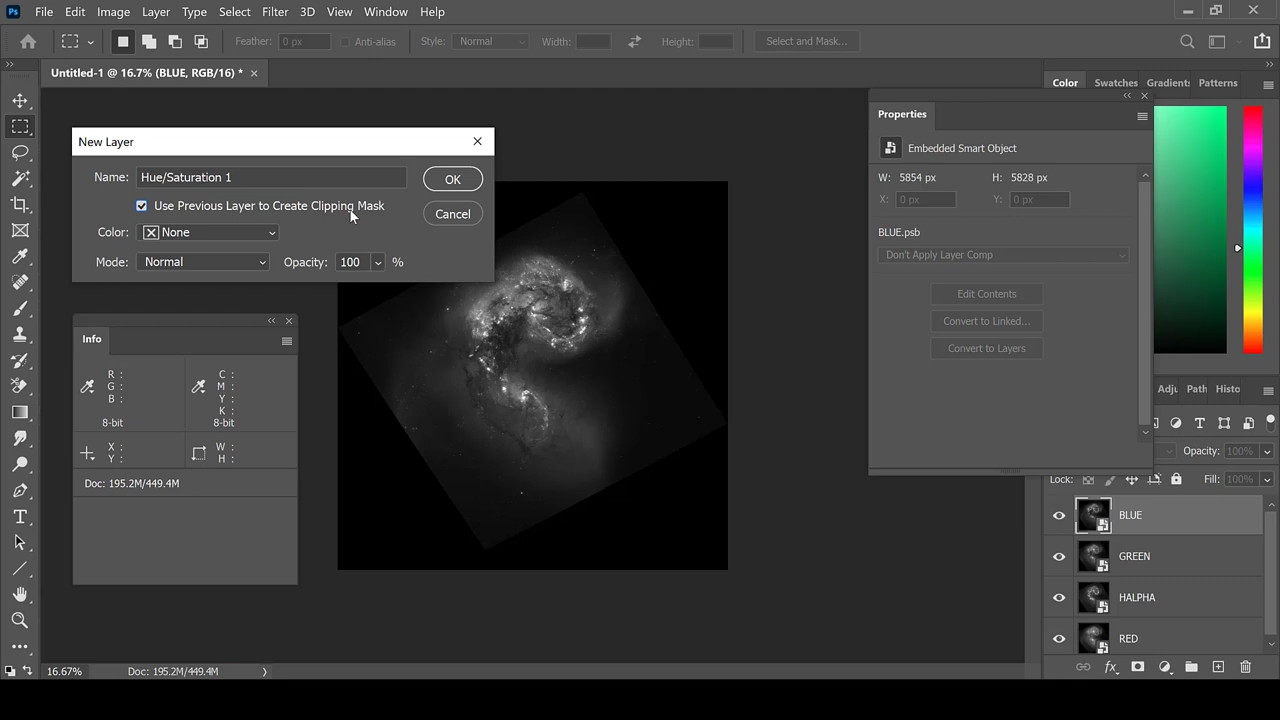 Ps File Edit Image Layer Type Select Filter 3D View Window Help
Feather: 0 px Anti-alias Style: Normal Width: Height: Select and Mask...
Untitled-1 @ 16.7% (BLUE, RGB/16) * ×
Color Swatches Gradients Patterns
New Layer
Name: Hue/Saturation 1
OK
Use Previous Layer to Create Clipping Mask
Cancel
Color: None
Mode: Normal Opacity: 100 %
Properties
Embedded Smart Object
W: 5854 px H: 5828 px
X: 0 px Y: 0 px
BLUE.psb
Don't Apply Layer Comp
Edit Contents
Convert to Linked...
Convert to Layers
Info
R : C :
G : M :
B : Y :
K :
8-bit 8-bit
X : W :
Y : H :
Doc: 195.2M/449.4M
Adju Path Histo
Opacity: 100%
Lock: Fill: 100%
BLUE
GREEN
HALPHA
RED
16.67% Doc: 195.2M/449.4M